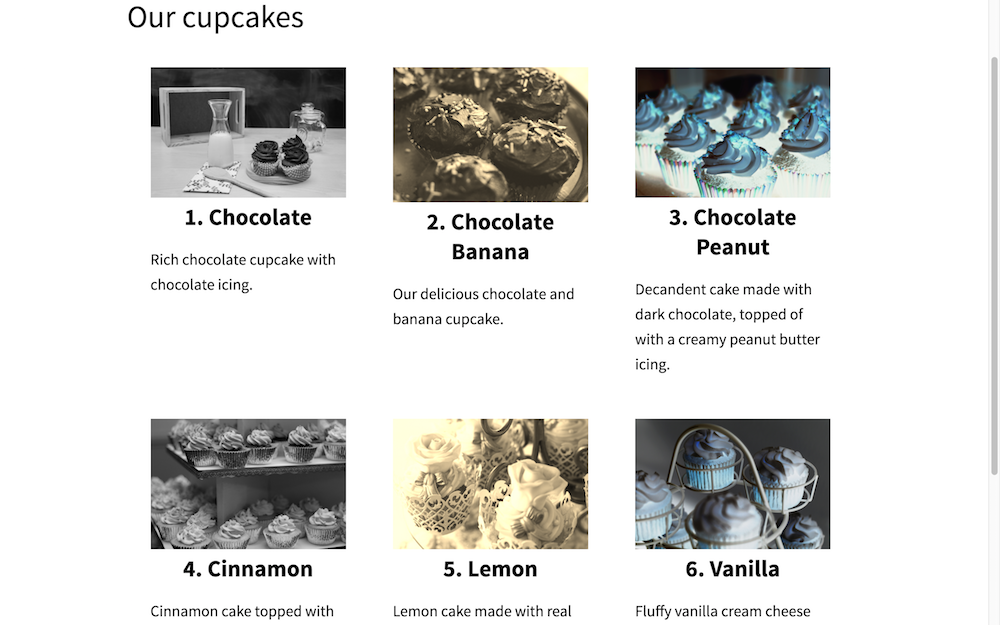 Our cupcakes
1. Chocolate
Rich chocolate cupcake with
chocolate icing.
2. Chocolate
Banana
Our delicious chocolate and
banana cupcake.
3. Chocolate
Peanut
Decandent cake made with
dark chocolate, topped of
with a creamy peanut butter
icing.
4. Cinnamon
Cinnamon cake topped with
5. Lemon
Lemon cake made with real
6. Vanilla
Fluffy vanilla cream cheese